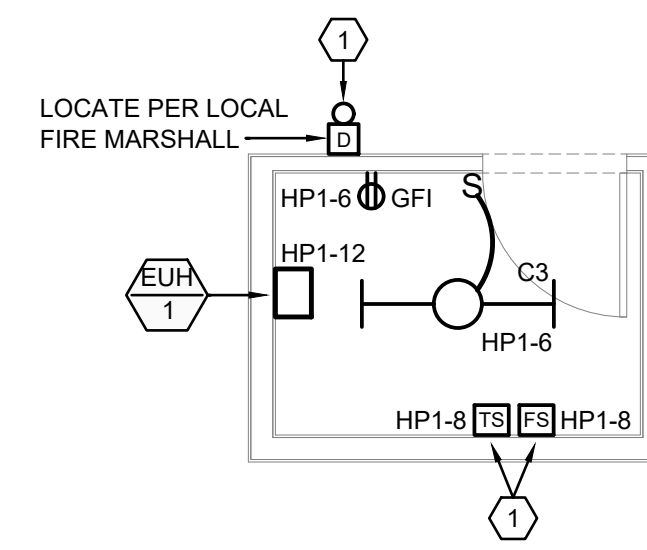 1
LOCATE PER LOCAL
FIRE MARSHALL
D
HP1-6
GFI
S
HP1-12
EUH
1
C3
HP1-6
HP1-8
TS
FS
HP1-8
1